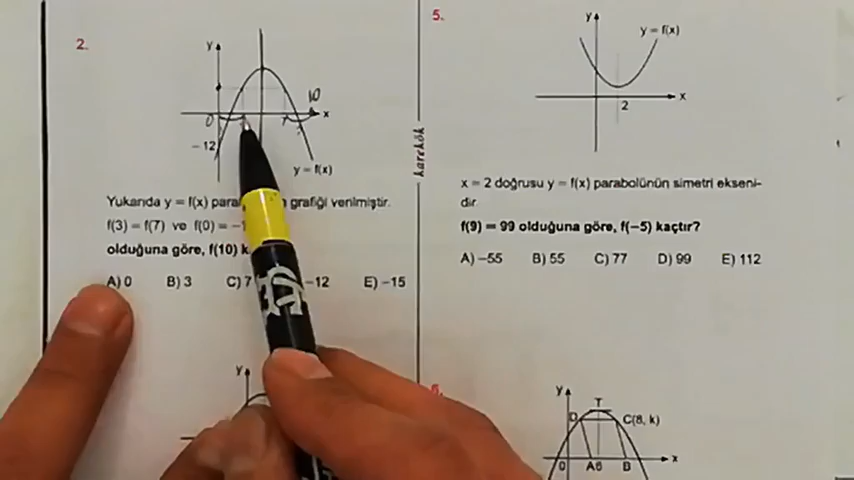 2.
y
10
0
x
7
-12
y = f(x)
Yukarıda y = f(x) grafiği verilmiştir.
f(3) = f(7) ve f(0) =
olduğuna göre, f(10)
A) 0 B) 3 C) 7 -12 E) -15
y
karekök
5.
y
y = f(x)
2
x
x = 2 doğrusu y = f(x) parabolünün simetri ekseni-
dir.
f(9) = 99 olduğuna göre, f(-5) kaçtır?
A) -55 B) 55 C) 77 D) 99 E) 112
6.
y
T
D
C(8, k)
0
A
6
B
x